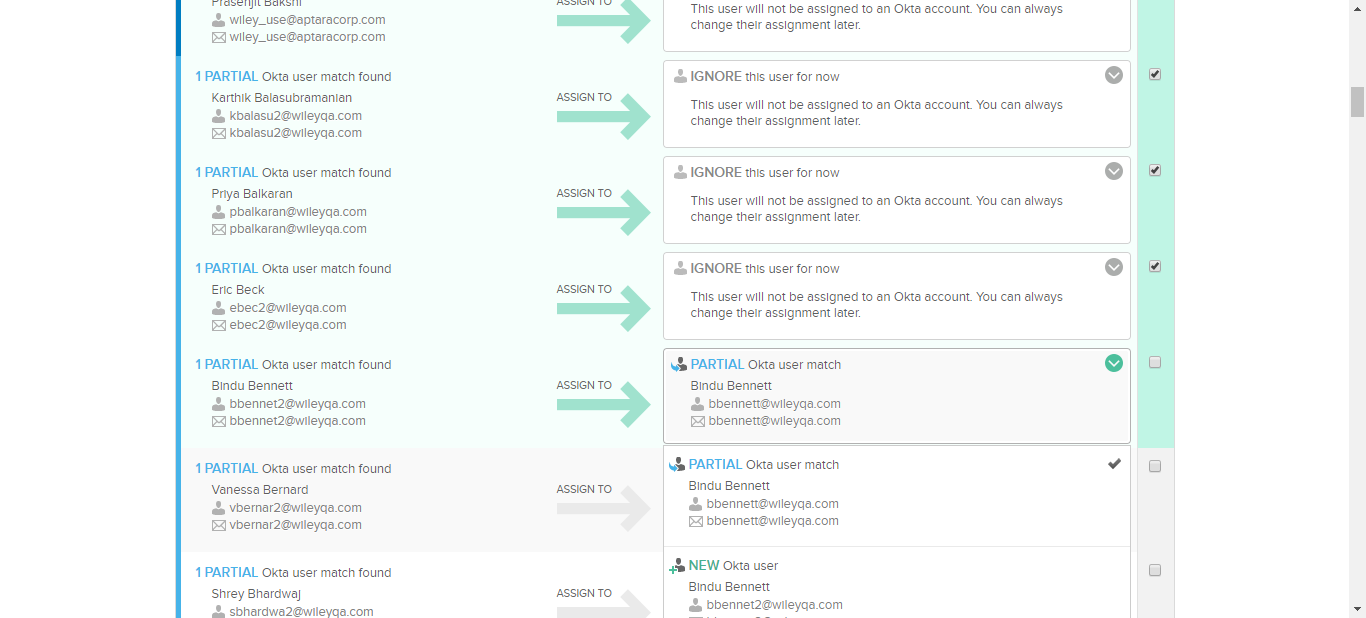 Prasenjit Bakshi
wiley_use@aptaracorp.com
wiley_use@aptaracorp.com
ASSIGN TO
This user will not be assigned to an Okta account. You can always
change their assignment later.
1 PARTIAL Okta user match found
Karthik Balasubramanian
kbalasu2@wileyqa.com
kbalasu2@wileyqa.com
ASSIGN TO
IGNORE this user for now
This user will not be assigned to an Okta account. You can always
change their assignment later.
1 PARTIAL Okta user match found
Priya Balkaran
pbalkaran@wileyqa.com
pbalkaran@wileyqa.com
ASSIGN TO
IGNORE this user for now
This user will not be assigned to an Okta account. You can always
change their assignment later.
1 PARTIAL Okta user match found
Eric Beck
ebec2@wileyqa.com
ebec2@wileyqa.com
ASSIGN TO
IGNORE this user for now
This user will not be assigned to an Okta account. You can always
change their assignment later.
1 PARTIAL Okta user match found
Bindu Bennett
bbennet2@wileyqa.com
bbennet2@wileyqa.com
ASSIGN TO
PARTIAL Okta user match
Bindu Bennett
bbennett@wileyqa.com
bbennett@wileyqa.com
1 PARTIAL Okta user match found
Vanessa Bernard
vbernar2@wileyqa.com
vbernar2@wileyqa.com
ASSIGN TO
PARTIAL Okta user match
Bindu Bennett
bbennett@wileyqa.com
bbennett@wileyqa.com
1 PARTIAL Okta user match found
Shrey Bhardwaj
sbhardwa2@wileyqa.com
ASSIGN TO
NEW Okta user
Bindu Bennett
bbennet2@wileyqa.com